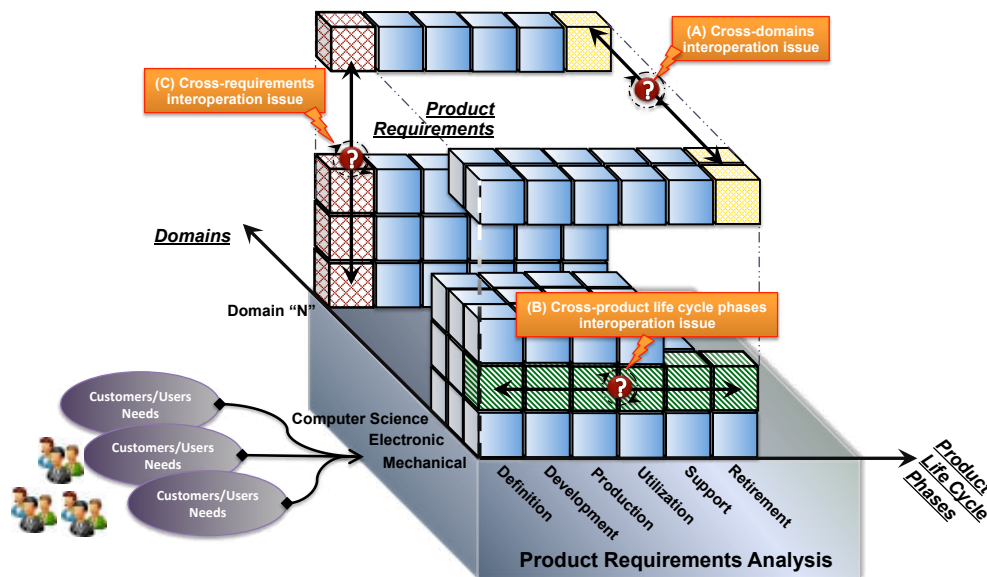 (A) Cross-domains
interoperation issue
(C) Cross-requirements
interoperation issue
?
Product
Requirements
?
Domains
Domain “N”
(B) Cross-product life cycle phases
interoperation issue
?
Customers/Users
Needs
Customers/Users
Needs
Customers/Users
Needs
Computer Science
Electronic
Mechanical
Definition
Development
Production
Utilization
Support
Retirement
Product
Life Cycle
Phases
Product Requirements Analysis